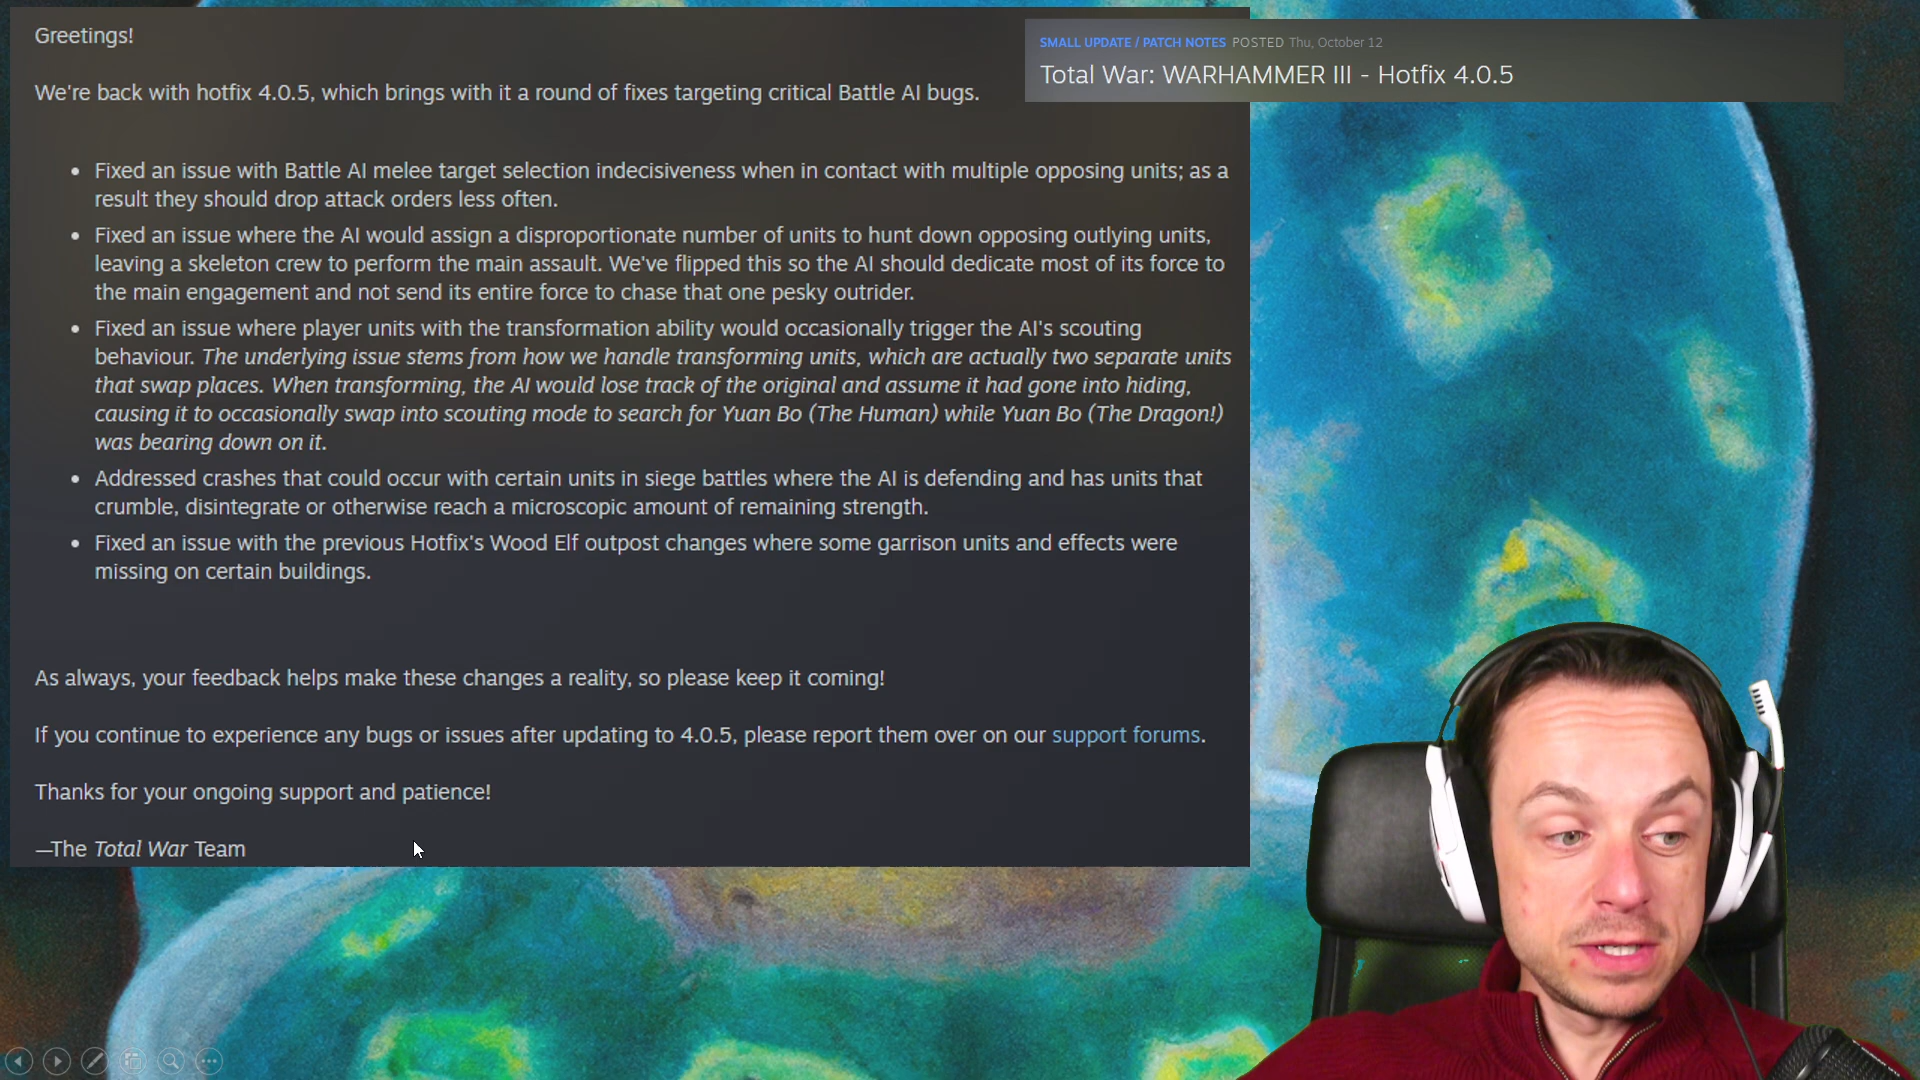 SMALL UPDATE / PATCH NOTES POSTED Thu, October 12
Total War: WARHAMMER III - Hotfix 4.0.5
Greetings!
We're back with hotfix 4.0.5, which brings with it a round of fixes targeting critical Battle AI bugs.
• Fixed an issue with Battle AI melee target selection indecisiveness when in contact with multiple opposing units; as a
result they should drop attack orders less often.
• Fixed an issue where the AI would assign a disproportionate number of units to hunt down opposing outlying units,
leaving a skeleton crew to perform the main assault. We've flipped this so the AI should dedicate most of its force to
the main engagement and not send its entire force to chase that one pesky outrider.
• Fixed an issue where player units with the transformation ability would occasionally trigger the AI's scouting
behaviour. The underlying issue stems from how we handle transforming units, which are actually two separate units
that swap places. When transforming, the AI would lose track of the original and assume it had gone into hiding,
causing it to occasionally swap into scouting mode to search for Yuan Bo (The Human) while Yuan Bo (The Dragon!)
was bearing down on it.
• Addressed crashes that could occur with certain units in siege battles where the AI is defending and has units that
crumble, disintegrate or otherwise reach a microscopic amount of remaining strength.
• Fixed an issue with the previous Hotfix's Wood Elf outpost changes where some garrison units and effects were
missing on certain buildings.
As always, your feedback helps make these changes a reality, so please keep it coming!
If you continue to experience any bugs or issues after updating to 4.0.5, please report them over on our support forums.
Thanks for your ongoing support and patience!
—The Total War Team